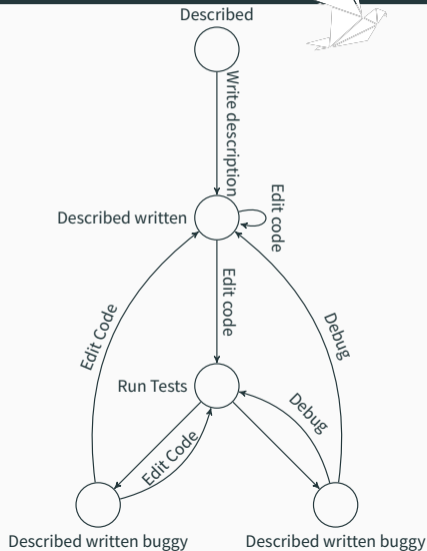 Described
Write description
Described written
Edit code
Edit code
Edit Code
Debug
Run Tests
Debug
Edit Code
Described written buggy
Described written buggy